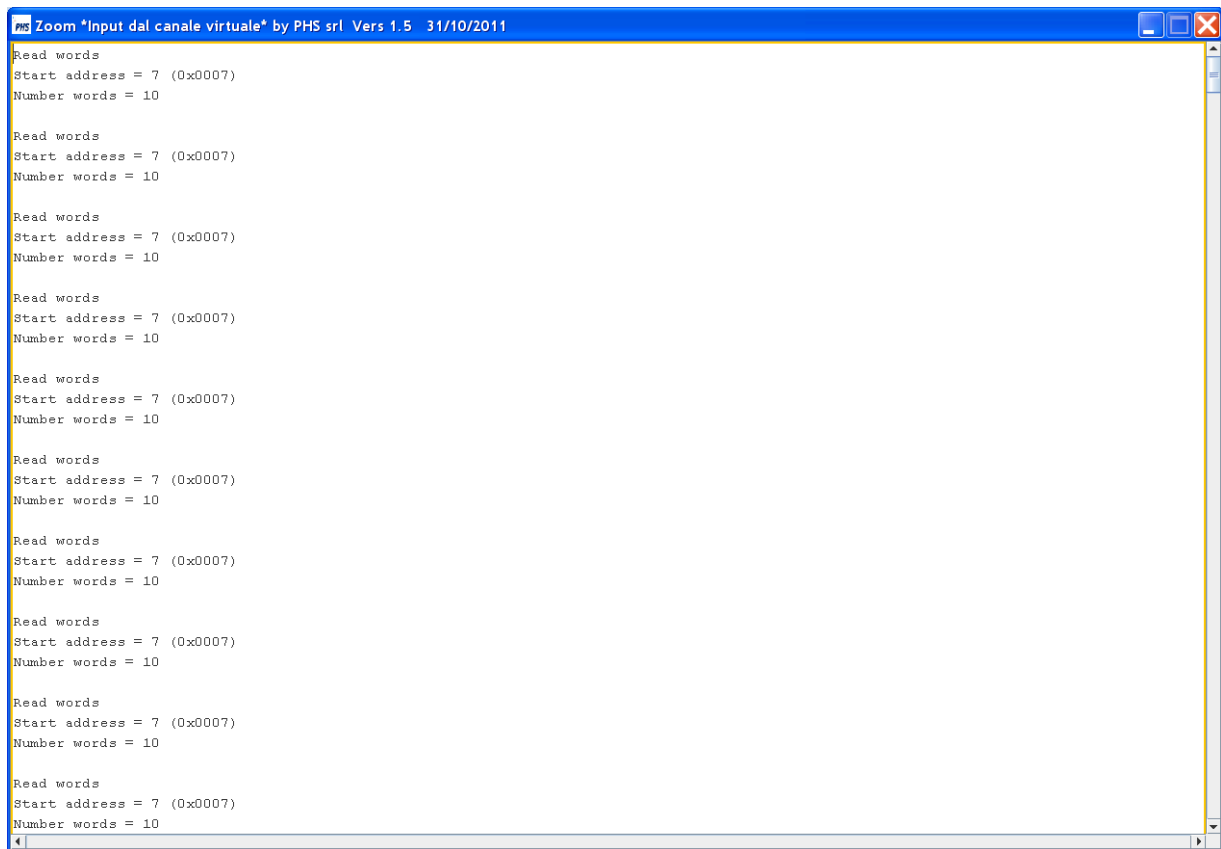 PHS Zoom *Input dal canale virtuale* by PHS srl Vers 1.5 31/10/2011
Read words
Start address = 7 (0x0007)
Number words = 10
Read words
Start address = 7 (0x0007)
Number words = 10
Read words
Start address = 7 (0x0007)
Number words = 10
Read words
Start address = 7 (0x0007)
Number words = 10
Read words
Start address = 7 (0x0007)
Number words = 10
Read words
Start address = 7 (0x0007)
Number words = 10
Read words
Start address = 7 (0x0007)
Number words = 10
Read words
Start address = 7 (0x0007)
Number words = 10
Read words
Start address = 7 (0x0007)
Number words = 10
Read words
Start address = 7 (0x0007)
Number words = 10